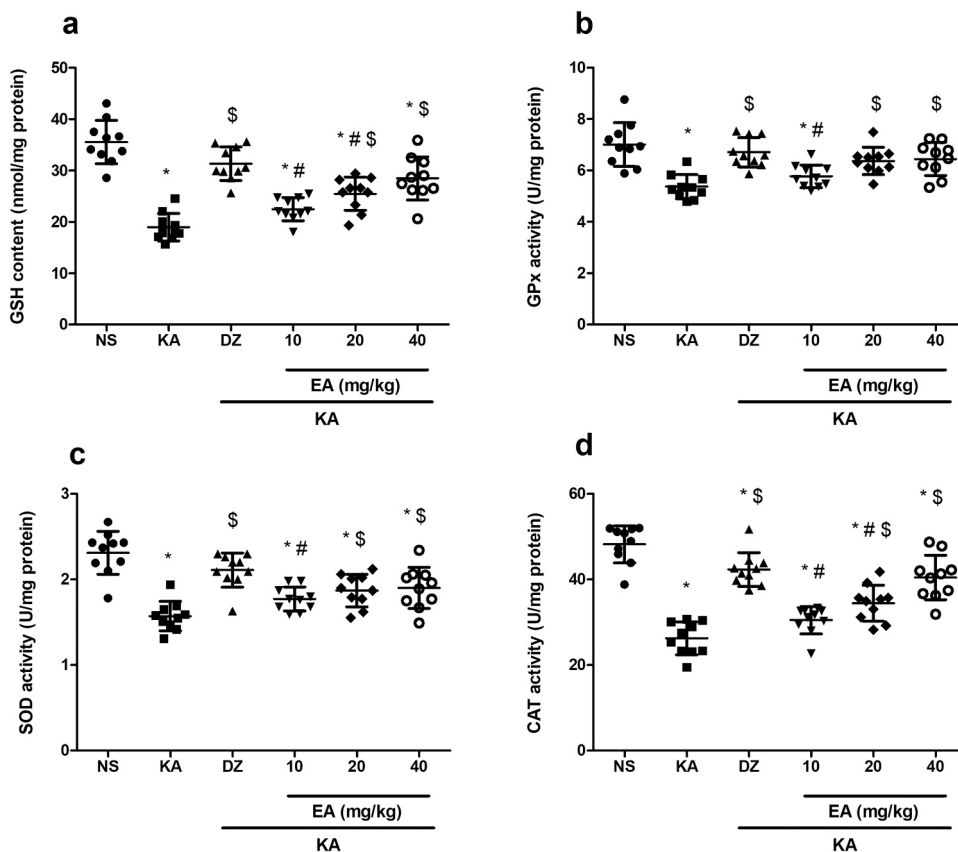 a
GSH content (nmol/mg protein)
50
40
30
20
10
0
*
$
* #
* # $
* $
NS KA DZ 10 20 40
EA (mg/kg)
KA
b
GPx activity (U/mg protein)
10
8
6
4
2
0
*
$
* #
$
$
NS KA DZ 10 20 40
EA (mg/kg)
KA
c
SOD activity (U/mg protein)
3
2
1
0
*
$
* #
* $
* $
NS KA DZ 10 20 40
EA (mg/kg)
KA
d
CAT activity (U/mg protein)
60
40
20
0
*
* $
* #
* # $
* $
NS KA DZ 10 20 40
EA (mg/kg)
KA